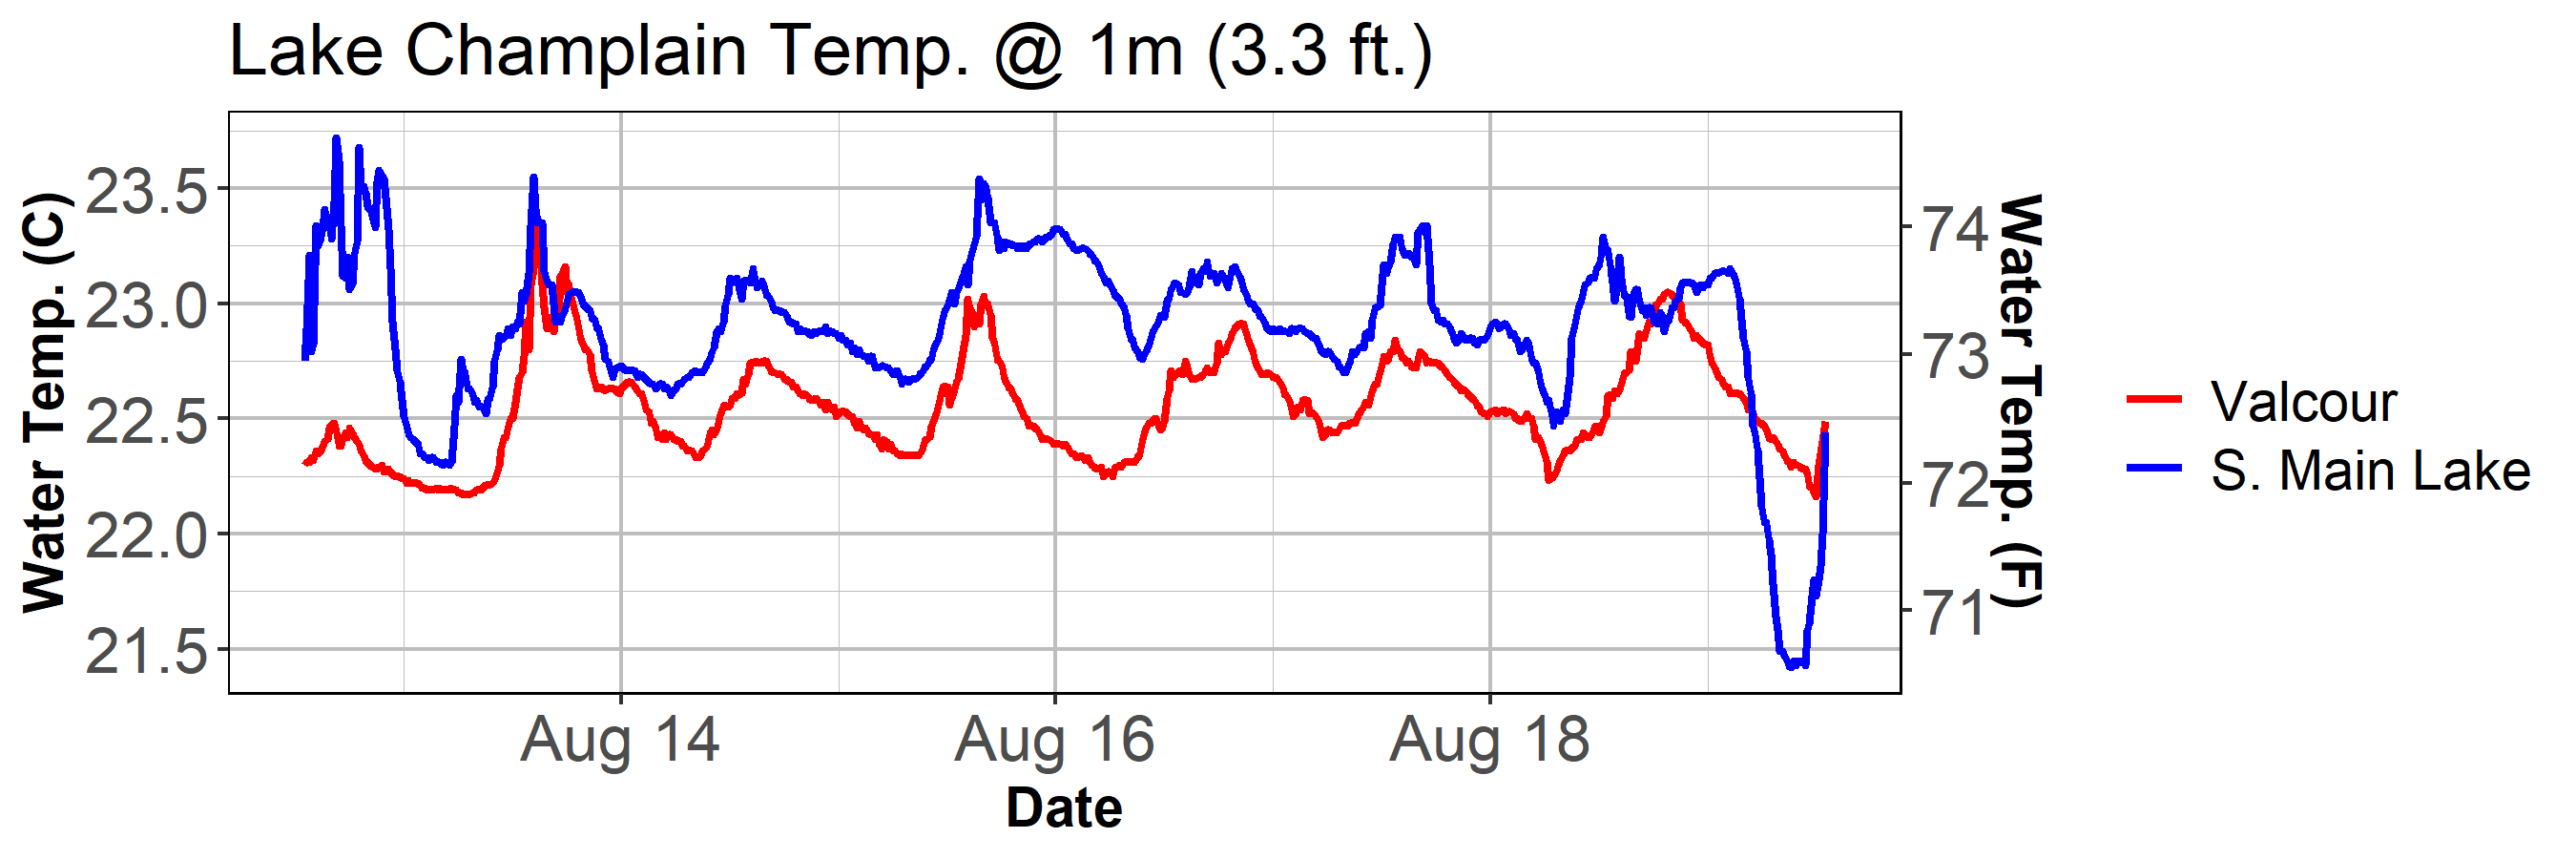 Lake Champlain Temp. @ 1m (3.3 ft.)
Water Temp. (C)
23.5
23.0
22.5
22.0
21.5
74
73
72
71
Water Temp. (F)
Aug 14
Aug 16
Aug 18
Date
Valcour
S. Main Lake